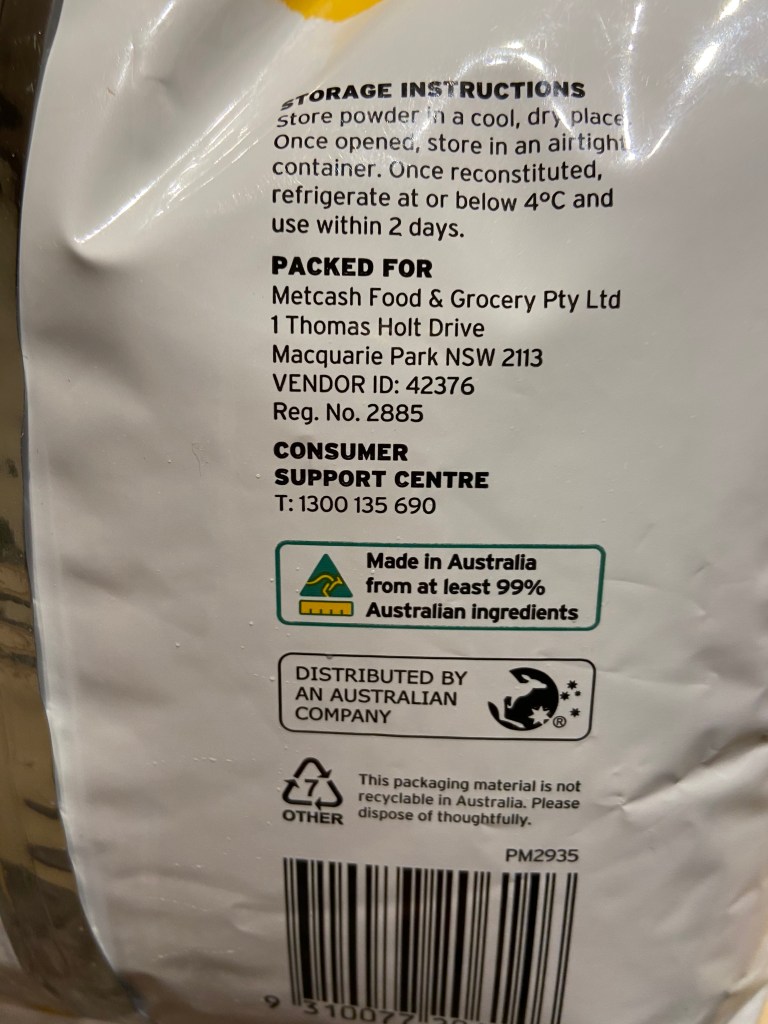 STORAGE INSTRUCTIONS
Store powder in a cool, dry place.
Once opened, store in an airtight
container. Once reconstituted,
refrigerate at or below 4°C and
use within 2 days.
PACKED FOR
Metcash Food & Grocery Pty Ltd
1 Thomas Holt Drive
Macquarie Park NSW 2113
VENDOR ID: 42376
Reg. No. 2885
CONSUMER
SUPPORT CENTRE
T: 1300 135 690
Made in Australia
from at least 99%
Australian ingredients
DISTRIBUTED BY
AN AUSTRALIAN
COMPANY
®
7
OTHER
This packaging material is not
recyclable in Australia. Please
dispose of thoughtfully.
PM2935
9 310077